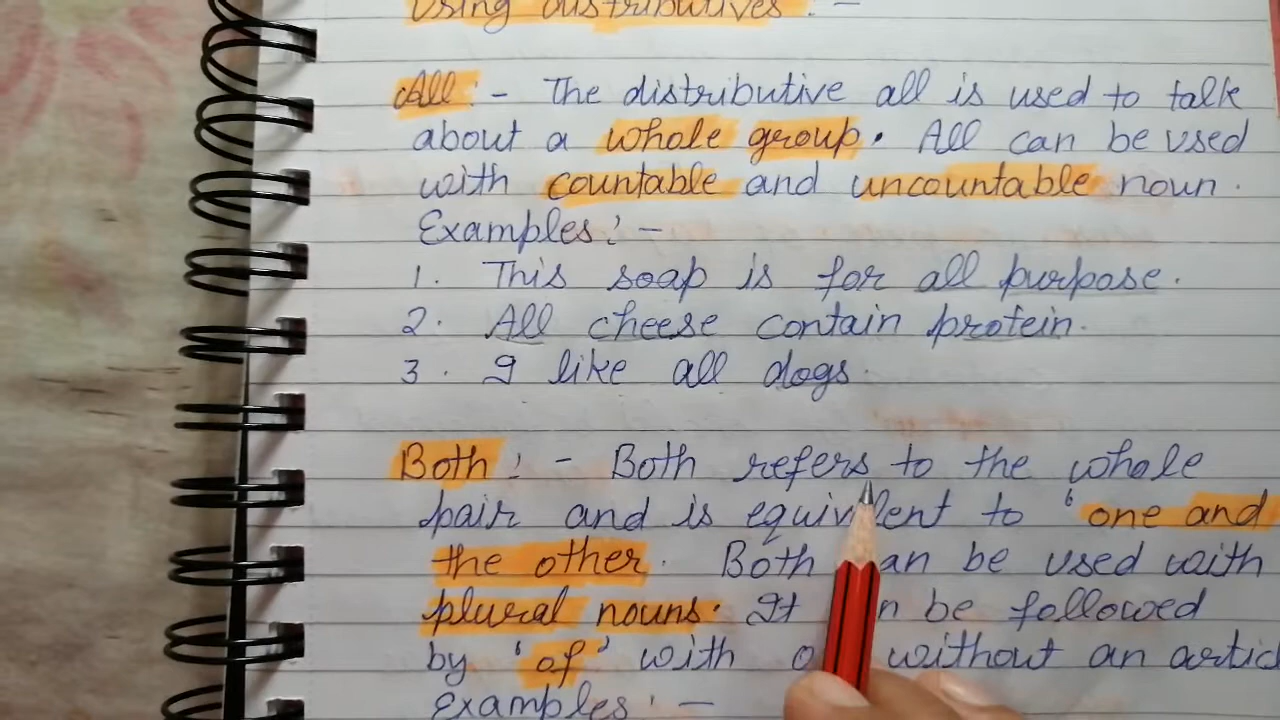 Using distributives : -
All : - The distributive all is used to talk
about a whole group. All can be used
with countable and uncountable noun.
Examples : -
1. This soap is for all purpose.
2. All cheese contain protein.
3. I like all dogs.
Both : - Both refers to the whole
pair and is equivalent to 'one and
the other. Both an be used with
plural nouns. It n be followed
by 'of' with o without an artic
Examples : -